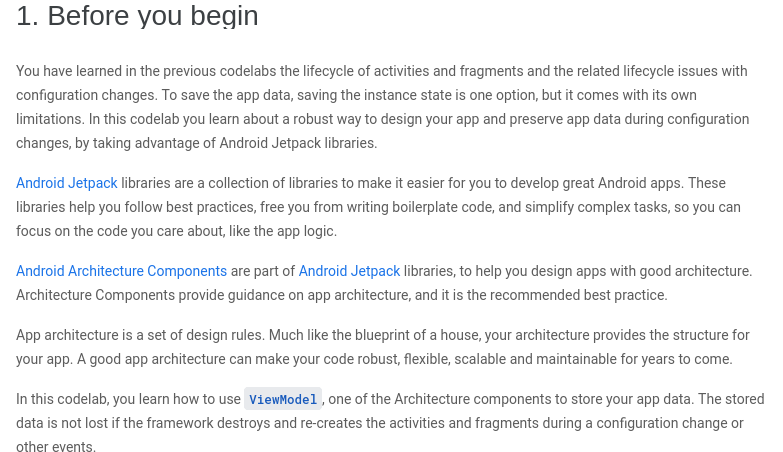 1. Before you begin
You have learned in the previous codelabs the lifecycle of activities and fragments and the related lifecycle issues with
configuration changes. To save the app data, saving the instance state is one option, but it comes with its own
limitations. In this codelab you learn about a robust way to design your app and preserve app data during configuration
changes, by taking advantage of Android Jetpack libraries.
Android Jetpack libraries are a collection of libraries to make it easier for you to develop great Android apps. These
libraries help you follow best practices, free you from writing boilerplate code, and simplify complex tasks, so you can
focus on the code you care about, like the app logic.
Android Architecture Components are part of Android Jetpack libraries, to help you design apps with good architecture.
Architecture Components provide guidance on app architecture, and it is the recommended best practice.
App architecture is a set of design rules. Much like the blueprint of a house, your architecture provides the structure for
your app. A good app architecture can make your code robust, flexible, scalable and maintainable for years to come.
In this codelab, you learn how to use ViewModel, one of the Architecture components to store your app data. The stored
data is not lost if the framework destroys and re-creates the activities and fragments during a configuration change or
other events.